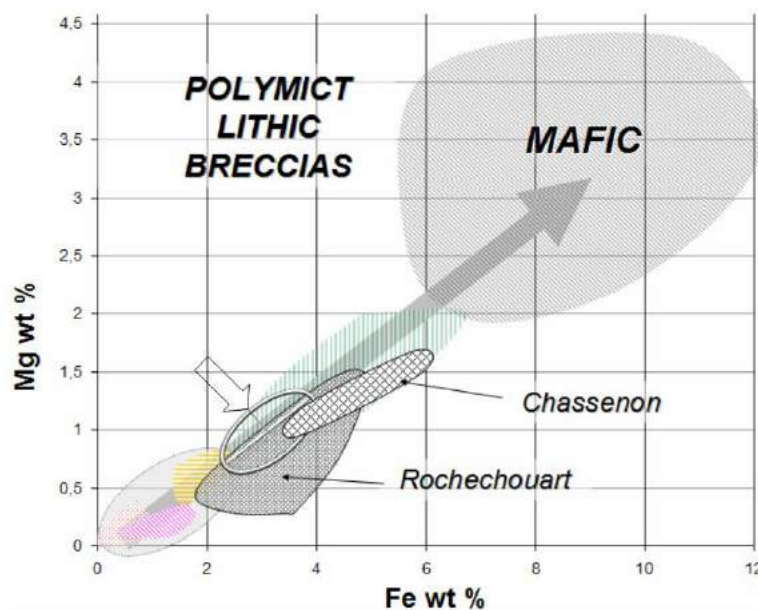 4,5
4
3,5
3
2,5
2
1,5
1
0,5
0
Mg wt %
POLYMICT
LITHIC
BRECCIAS
MAFIC
Chassenon
Rochechouart
0
2
4
6
8
10
12
Fe wt %